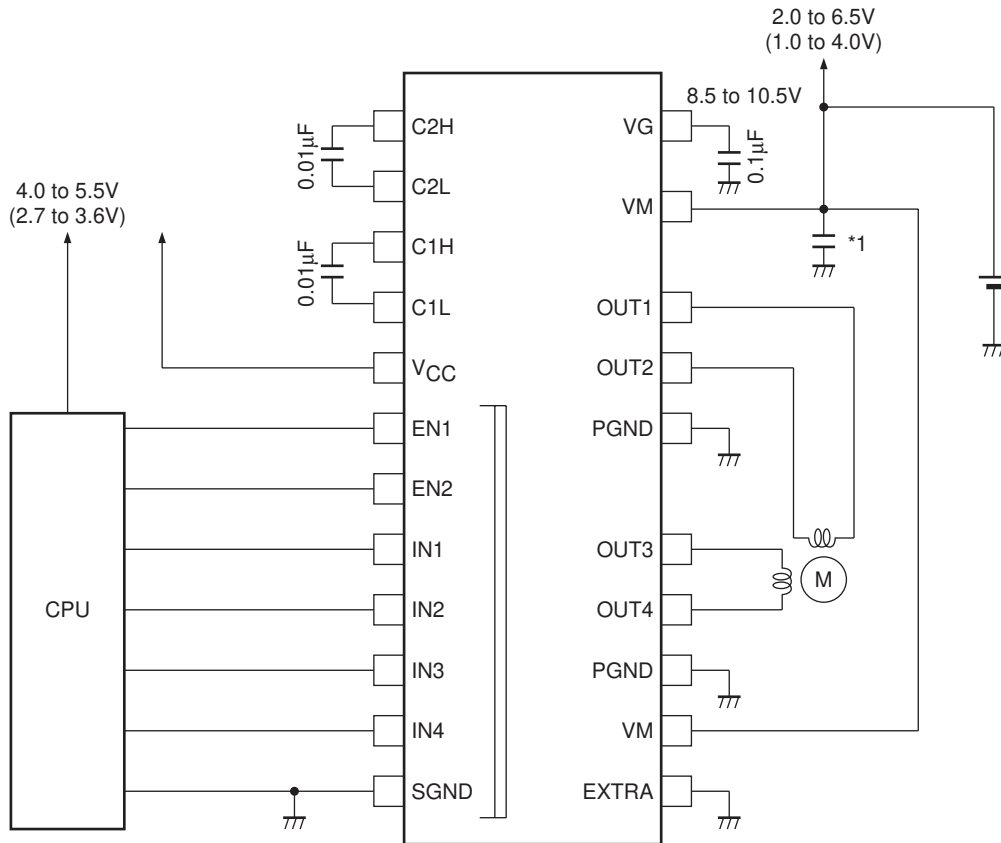 2.0 to 6.5V
(1.0 to 4.0V)
8.5 to 10.5V
C2H
VG
0.01µF
0.1µF
4.0 to 5.5V
(2.7 to 3.6V)
C2L
VM
C1H
*1
0.01µF
C1L
OUT1
VCC
OUT2
EN1
PGND
EN2
IN1
OUT3
M
CPU
IN2
OUT4
IN3
PGND
IN4
VM
SGND
EXTRA